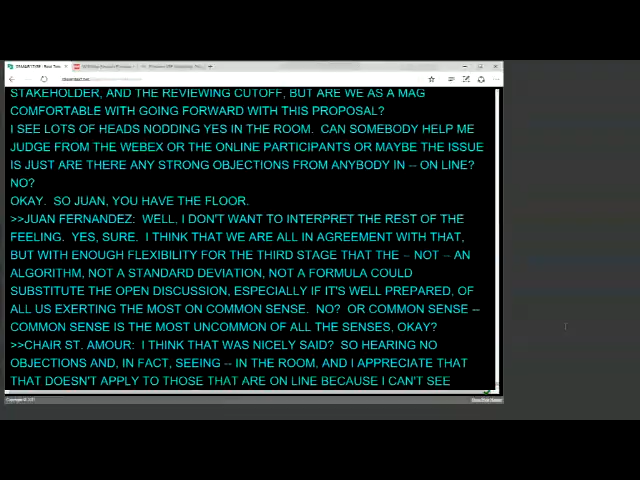 STAKEHOLDER, AND THE REVIEWING CUTOFF, BUT ARE WE AS A MAG
COMFORTABLE WITH GOING FORWARD WITH THIS PROPOSAL?
I SEE LOTS OF HEADS NODDING YES IN THE ROOM. CAN SOMEBODY HELP ME
JUDGE FROM THE WEBEX OR THE ONLINE PARTICIPANTS OR MAYBE THE ISSUE
IS JUST ARE THERE ANY STRONG OBJECTIONS FROM ANYBODY IN -- ON LINE?
NO?
OKAY. SO JUAN, YOU HAVE THE FLOOR.
>>JUAN FERNANDEZ: WELL, I DON'T WANT TO INTERPRET THE REST OF THE
FEELING. YES, SURE. I THINK THAT WE ARE ALL IN AGREEMENT WITH THAT,
BUT WITH ENOUGH FLEXIBILITY FOR THE THIRD STAGE THAT THE -- NOT -- AN
ALGORITHM, NOT A STANDARD DEVIATION, NOT A FORMULA COULD
SUBSTITUTE THE OPEN DISCUSSION, ESPECIALLY IF IT'S WELL PREPARED, OF
ALL US EXERTING THE MOST ON COMMON SENSE. NO? OR COMMON SENSE --
COMMON SENSE IS THE MOST UNCOMMON OF ALL THE SENSES, OKAY?
>>CHAIR ST. AMOUR: I THINK THAT WAS NICELY SAID? SO HEARING NO
OBJECTIONS AND, IN FACT, SEEING -- IN THE ROOM, AND I APPRECIATE THAT
THAT DOESN'T APPLY TO THOSE THAT ARE ON LINE BECAUSE I CAN'T SEE